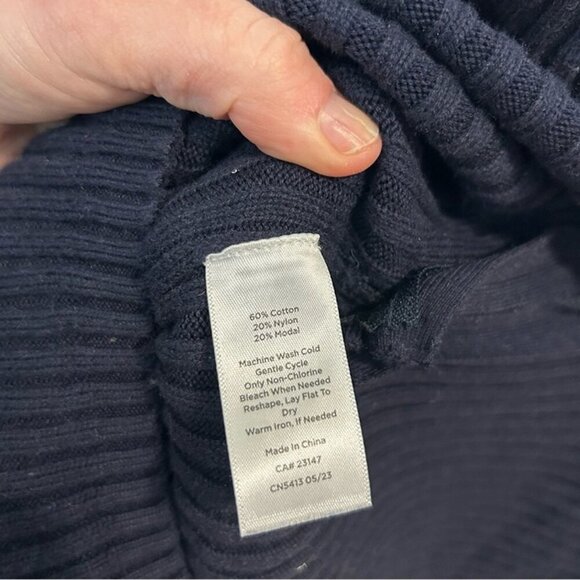 60% Cotton
20% Nylon
20% Modal
Machine Wash Cold
Gentle Cycle
Only Non-Chlorine
Bleach When Needed
Reshape, Lay Flat To
Dry
Warm Iron, If Needed
Made In China
CA# 23147
CN5413 05/23